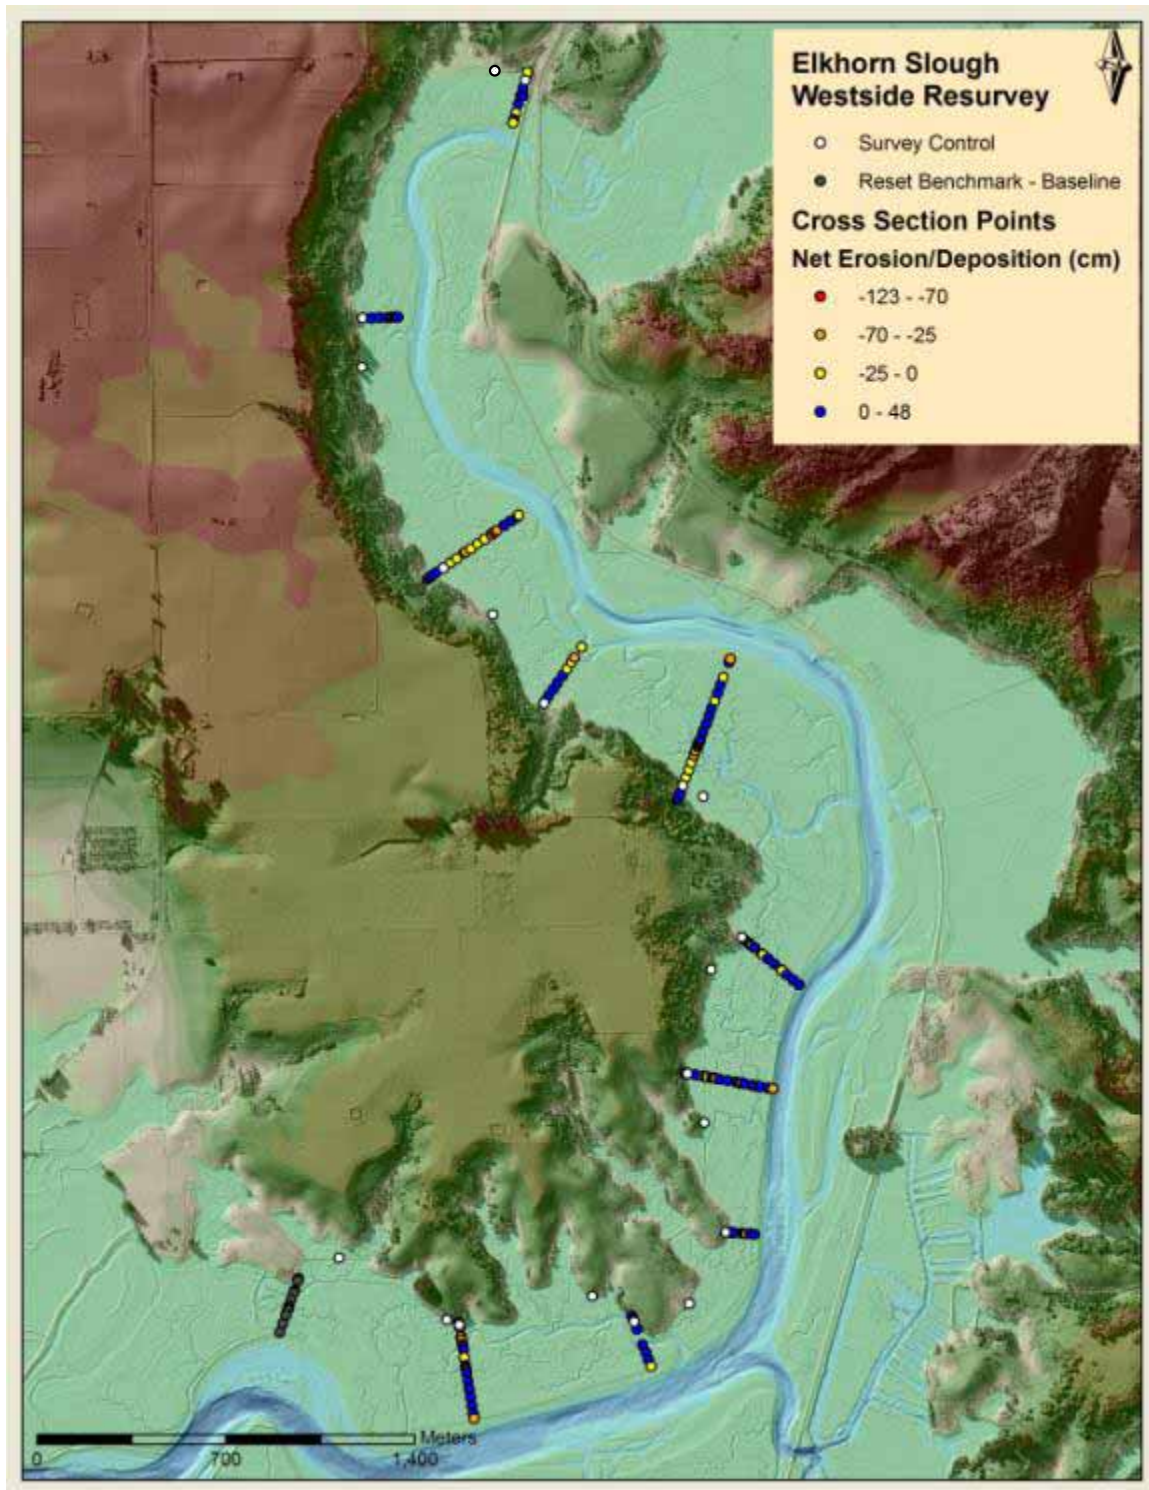 Elkhorn Slough
Westside Resurvey
Survey Control
Reset Benchmark - Baseline
Cross Section Points
Net Erosion/Deposition (cm)
-123 - -70
-70 - -25
-25 - 0
0 - 48
Meters
0 700 1,400